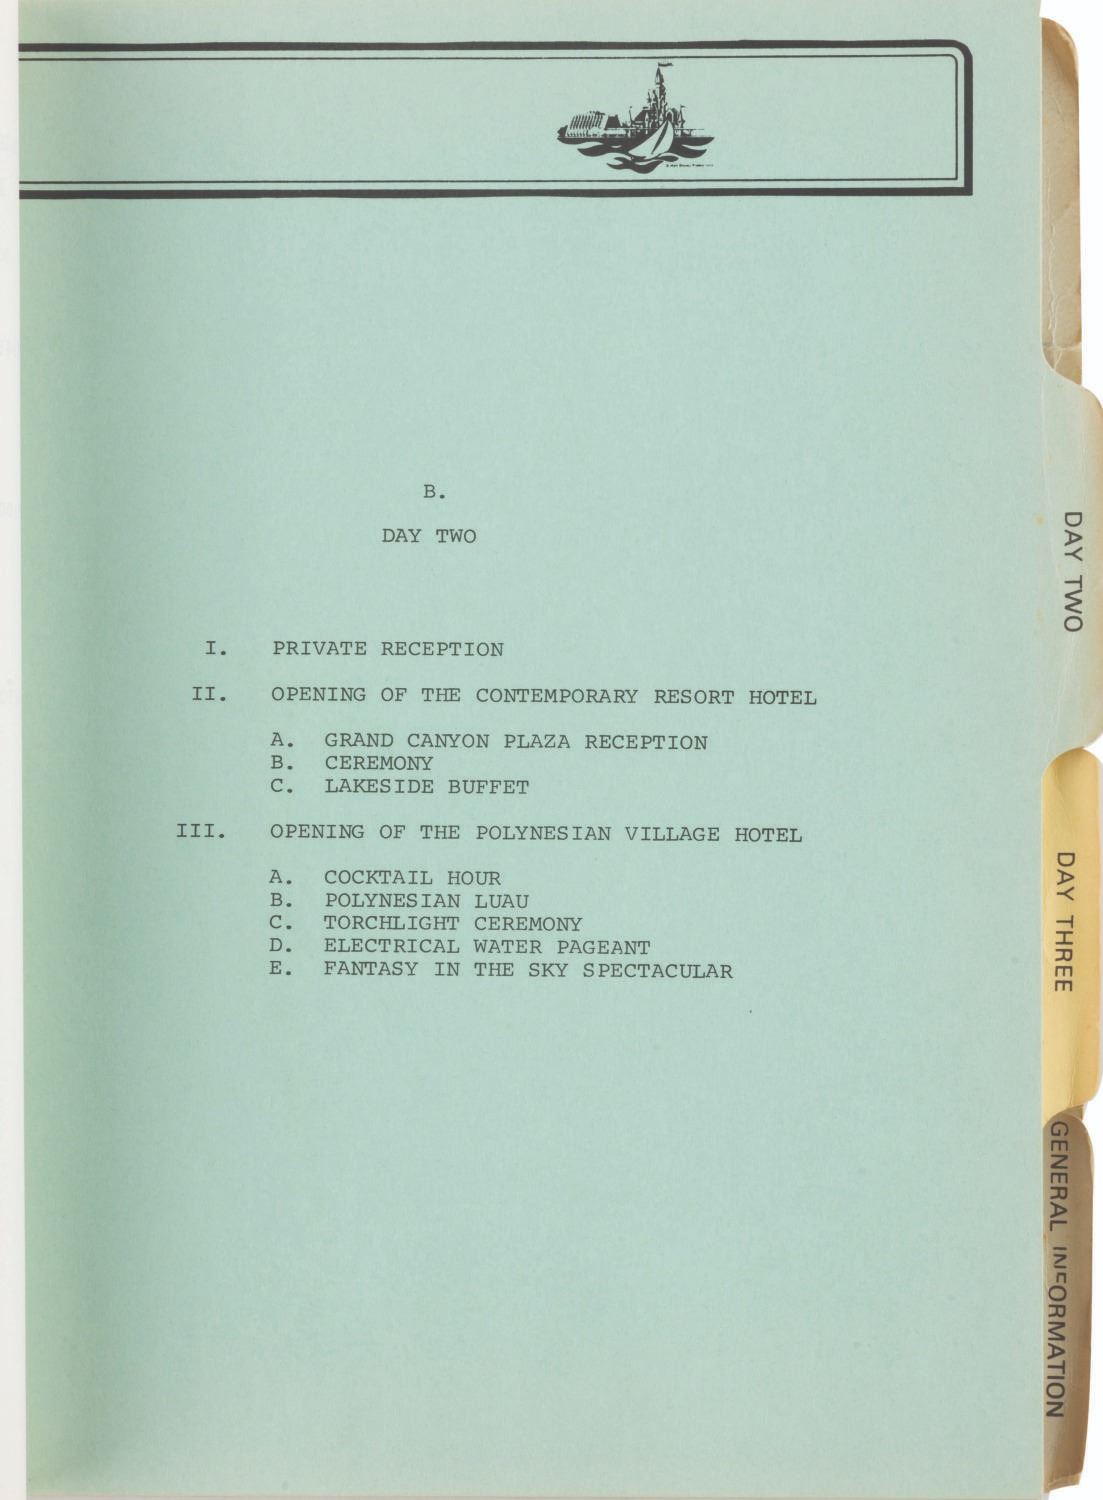 B.
DAY TWO
I. PRIVATE RECEPTION
II. OPENING OF THE CONTEMPORARY RESORT HOTEL
A. GRAND CANYON PLAZA RECEPTION
B. CEREMONY
C. LAKESIDE BUFFET
III. OPENING OF THE POLYNESIAN VILLAGE HOTEL
A. COCKTAIL HOUR
B. POLYNESIAN LUAU
C. TORCHLIGHT CEREMONY
D. ELECTRICAL WATER PAGEANT
E. FANTASY IN THE SKY SPECTACULAR
DAY TWO
DAY THREE
GENERAL INFORMATION